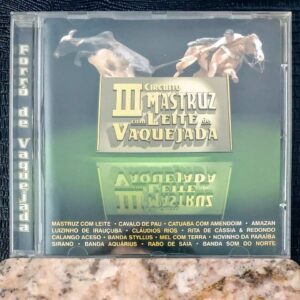 Forró de Vaquejada
III CIRCUITO
MASTRUZ
COM LEITE DE
VAQUEJADA
MASTRUZ COM LEITE • CAVALO DE PAU • CATUABA COM AMENDOIM • AMAZAN
LUIZINHO DE IRAUÇUBA • CLÁUDIOS RIOS • RITA DE CÁSSIA & REDONDO
CALANGO ACESO • BANDA STYLLUS • MEL COM TERRA • NOVINHO DA PARAÍBA
SIRANO • BANDA AQUÁRIUS • RABO DE SAIA • BANDA SOM DO NORTE